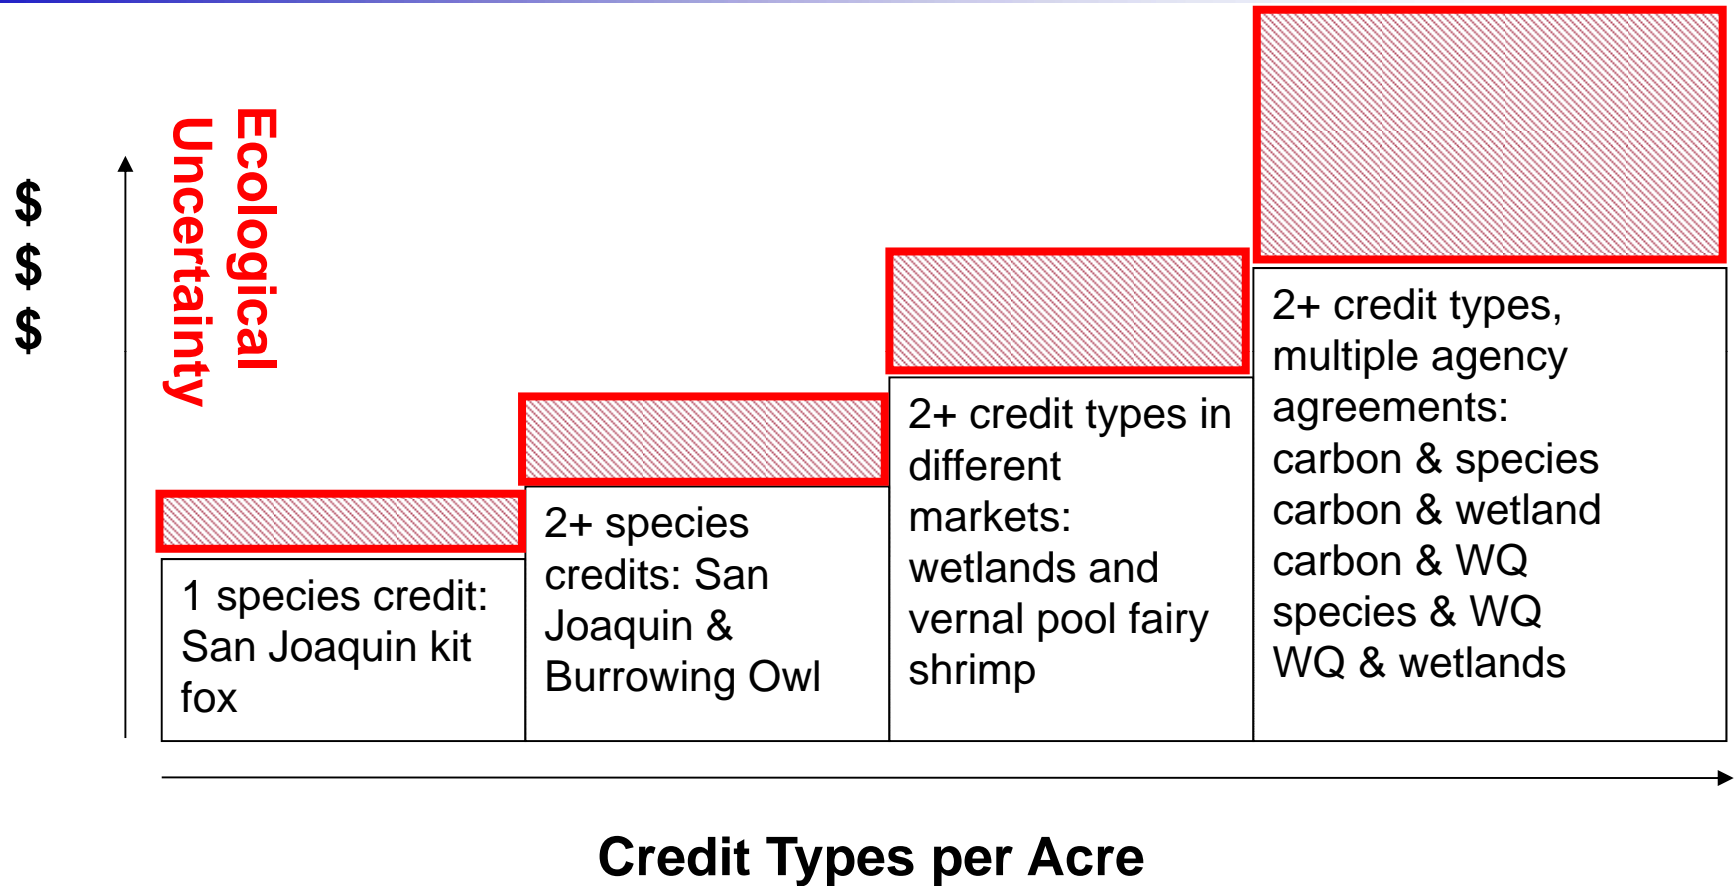 $
$
$
Ecological
Uncertainty
1 species credit:
San Joaquin kit
fox
2+ species
credits: San
Joaquin &
Burrowing Owl
2+ credit types in
different
markets:
wetlands and
vernal pool fairy
shrimp
2+ credit types,
multiple agency
agreements:
carbon & species
carbon & wetland
carbon & WQ
species & WQ
WQ & wetlands
Credit Types per Acre